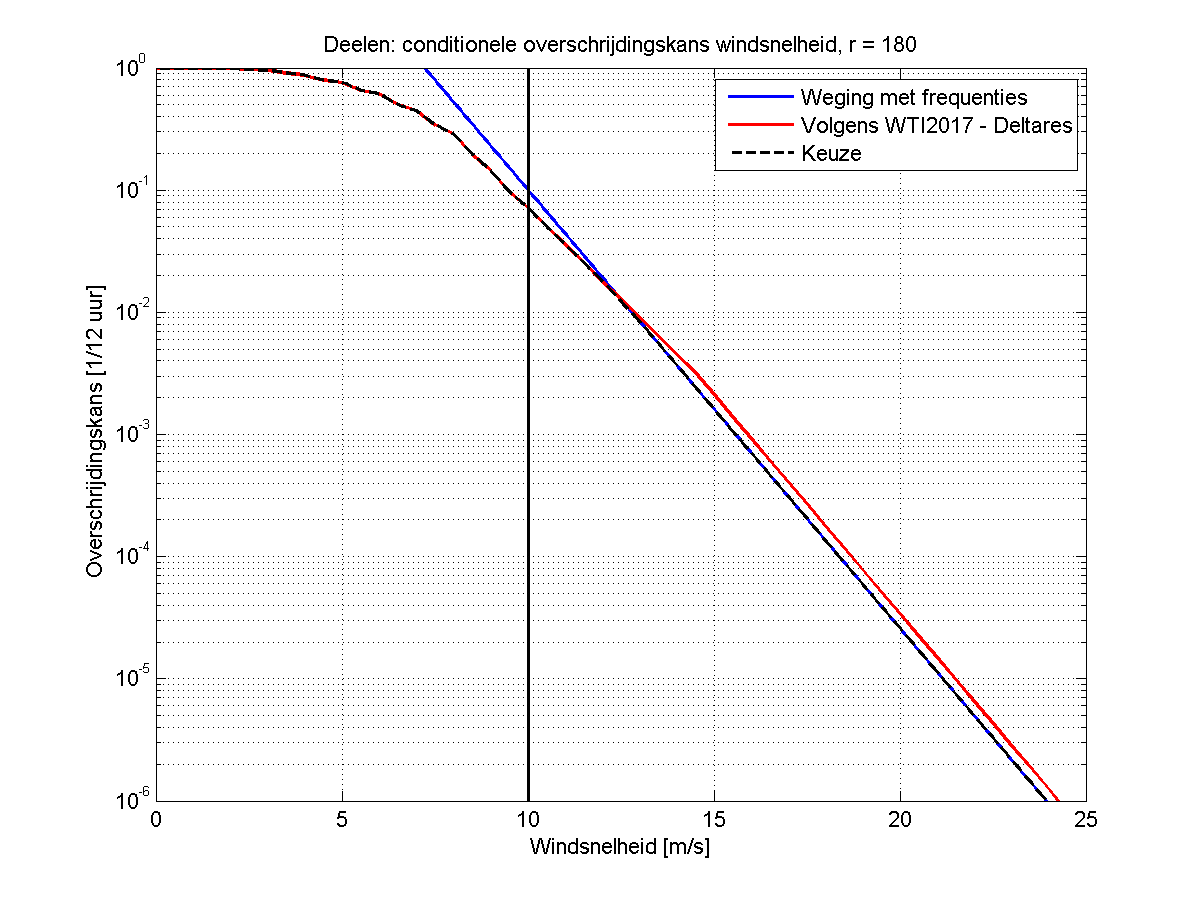 Deelen: conditionele overschrijdingskans windsnelheid, r = 180
Weging met frequenties
Volgens WTI2017 - Deltares
Keuze
Overschrijdingskans [1/12 uur]
10^0
10^-1
10^-2
10^-3
10^-4
10^-5
10^-6
0 5 10 15 20 25
Windsnelheid [m/s]